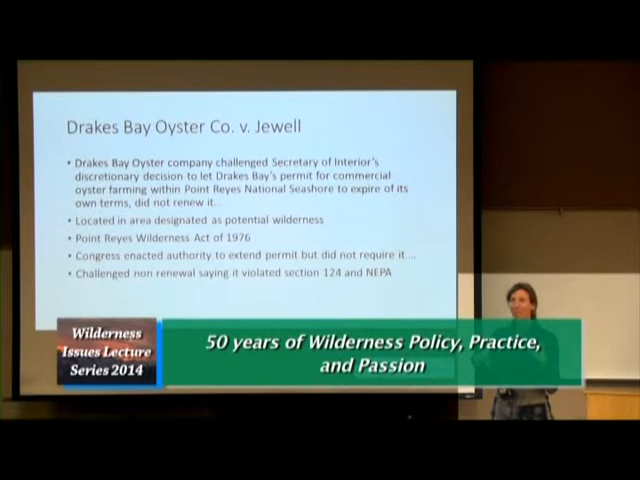 Drakes Bay Oyster Co. v. Jewell
• Drakes Bay Oyster company challenged Secretary of Interior's
discretionary decision to let Drakes Bay's permit for commercial
oyster farming within Point Reyes National Seashore to expire of its
own terms, did not renew it...
• Located in area designated as potential wilderness
• Point Reyes Wilderness Act of 1976
• Congress enacted authority to extend permit but did not require it ...
• Challenged non renewal saying it violated section 124 and NEPA
Wilderness
Issues Lecture
Series 2014
50 years of Wilderness Policy, Practice,
and Passion